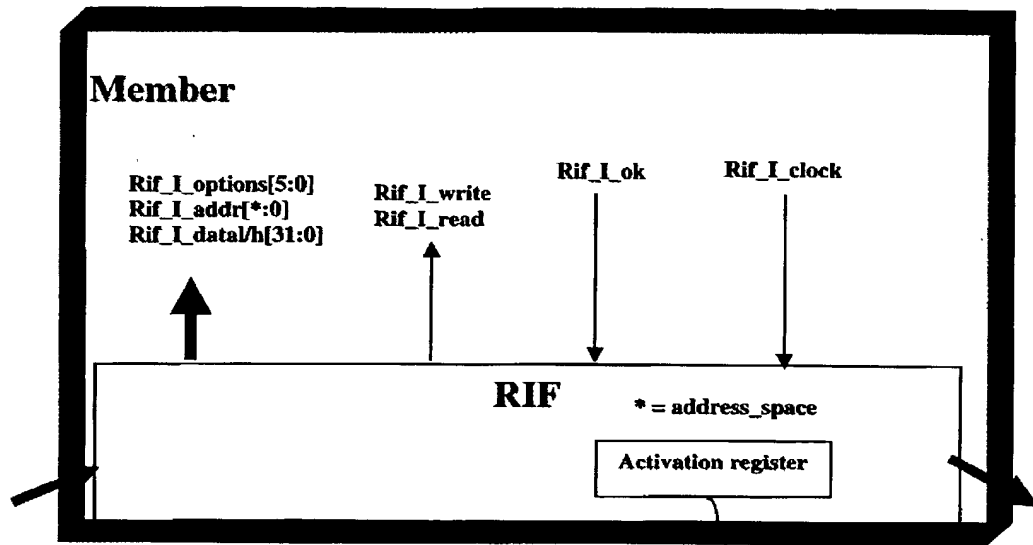 Member
Rif_I_options[5:0]
Rif_I_addr[*:0]
Rif_I_datal/h[31:0]
Rif_I_write
Rif_I_read
Rif_I_ok
Rif_I_clock
RIF
* = address_space
Activation register